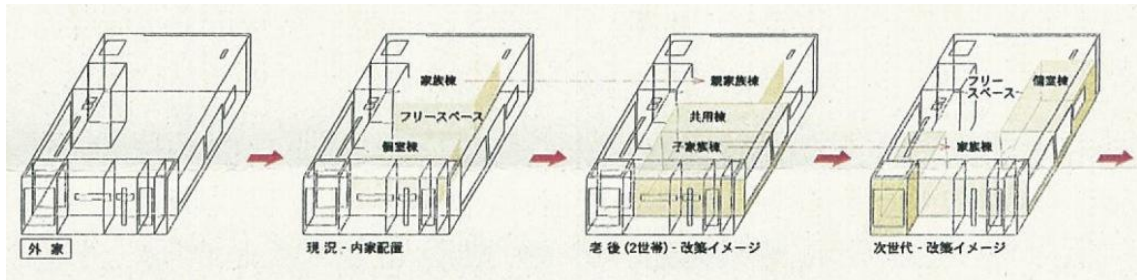 外家
家族棟
フリースペース
個室棟
現況-内家配置
親家族棟
共用棟
子家族棟
老後(2世帯)-改築イメージ
フリー
スペース
個室棟
家族棟
次世代-改築イメージ